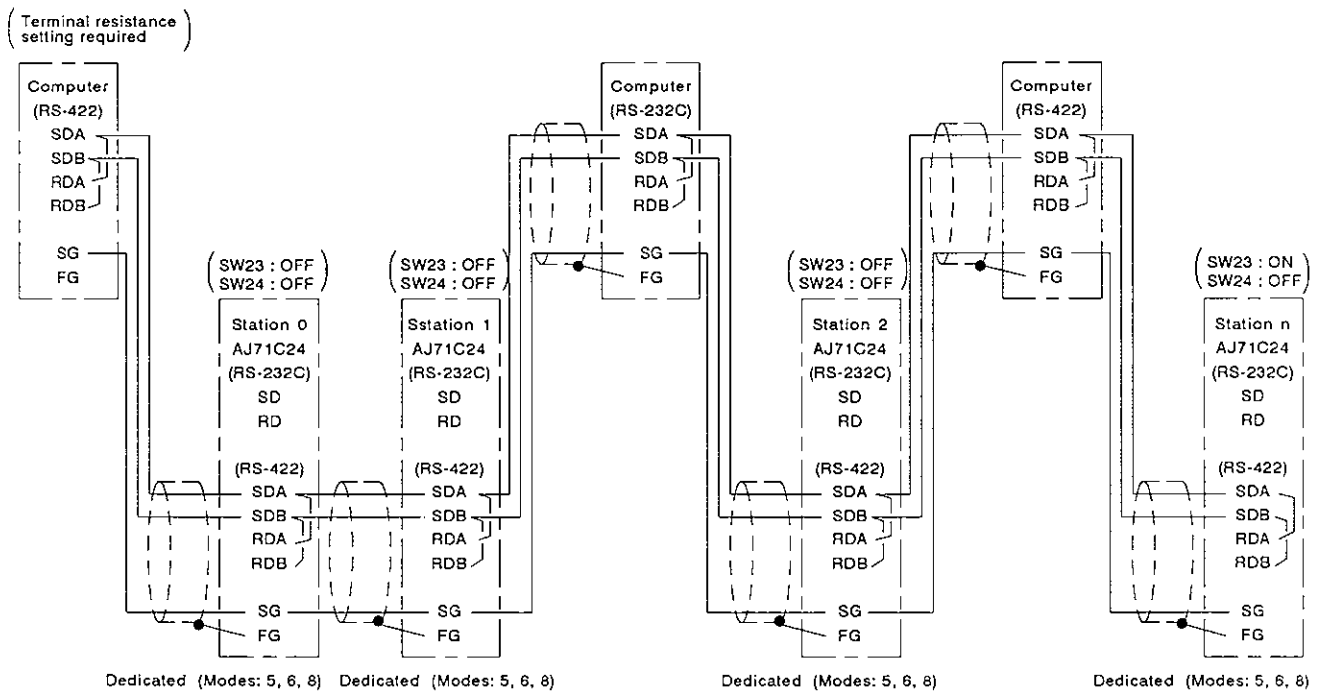 (Terminal resistance
setting required)
Computer
(RS-422)
SDA
SDB
RDA
RDB
SG
FG
Computer
(RS-232C)
SDA
SDB
RDA
RDB
SG
FG
Computer
(RS-422)
SDA
SDB
RDA
RDB
SG
FG
(SW23 : OFF
SW24 : OFF)
Station 0
AJ71C24
(RS-232C)
SD
RD
(RS-422)
SDA
SDB
RDA
RDB
SG
FG
Dedicated (Modes: 5, 6, 8)
(SW23 : OFF
SW24 : OFF)
Sstation 1
AJ71C24
(RS-232C)
SD
RD
(RS-422)
SDA
SDB
RDA
RDB
SG
FG
Dedicated (Modes: 5, 6, 8)
(SW23 : OFF
SW24 : OFF)
Station 2
AJ71C24
(RS-232C)
SD
RD
(RS-422)
SDA
SDB
RDA
RDB
SG
FG
Dedicated (Modes: 5, 6, 8)
(SW23 : ON
SW24 : OFF)
Station n
AJ71C24
(RS-232C)
SD
RD
(RS-422)
SDA
SDB
RDA
RDB
SG
FG
Dedicated (Modes: 5, 6, 8)